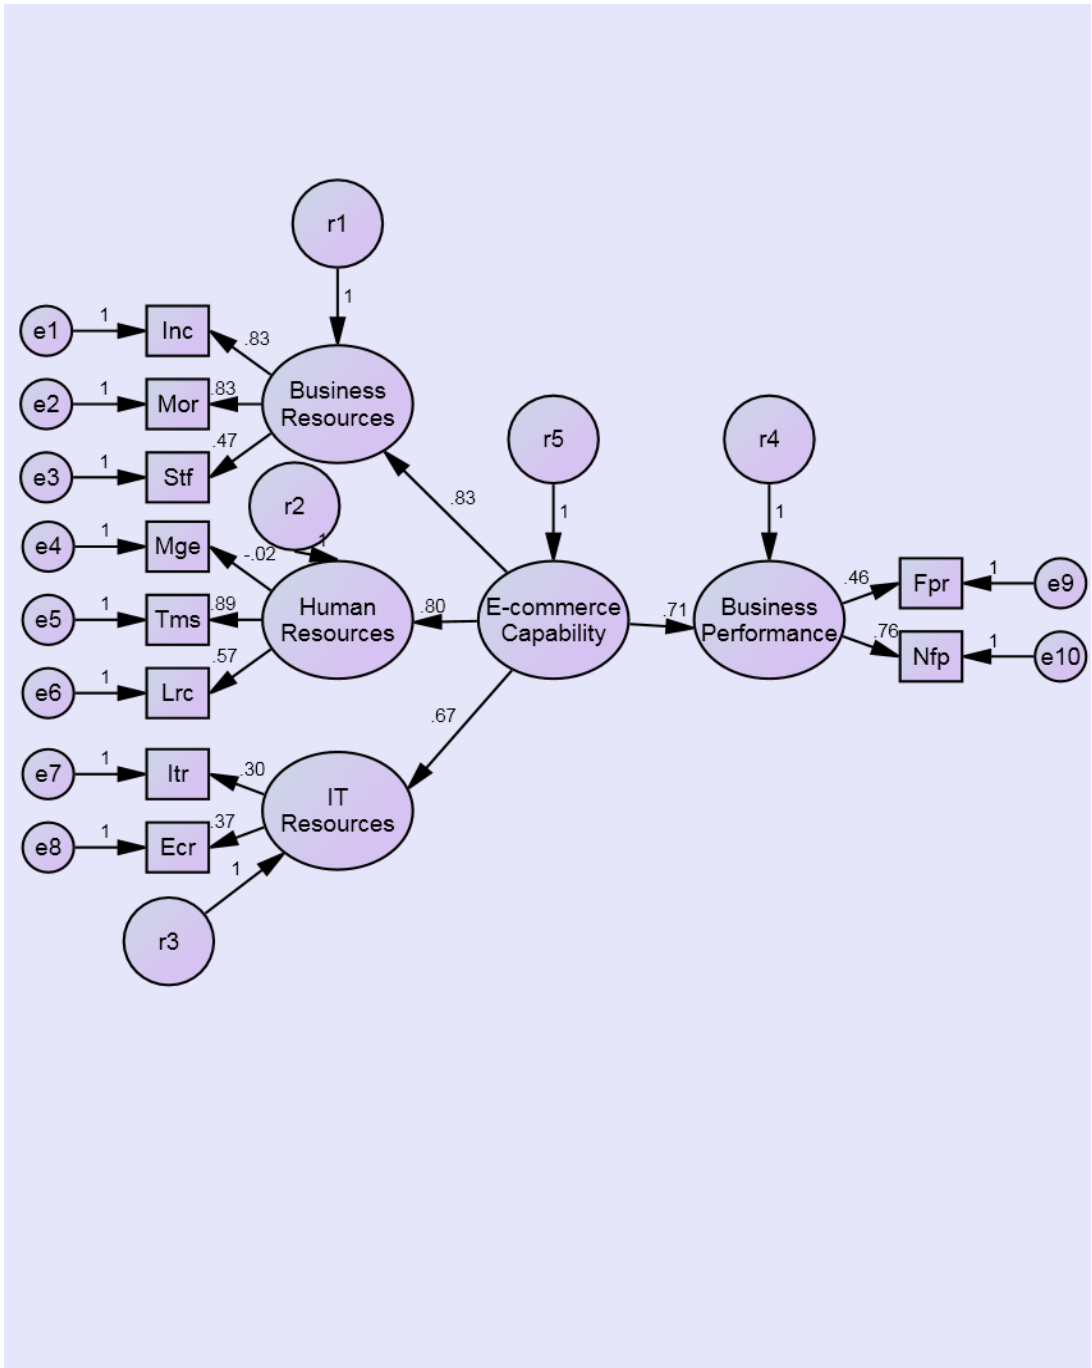 r1
1
e1
1
Inc
.83
e2
1
Mor
.83
Business
Resources
e3
1
Stf
.47
r5
1
r4
1
r2
1
.83
e4
1
Mge
-.02
e5
1
Tms
.89
Human
Resources
.80
E-commerce
Capability
.71
Business
Performance
.46
Fpr
1
e9
.76
Nfp
1
e10
e6
1
Lrc
.57
.67
e7
1
Itr
.30
IT
Resources
e8
1
Ecr
.37
1
r3